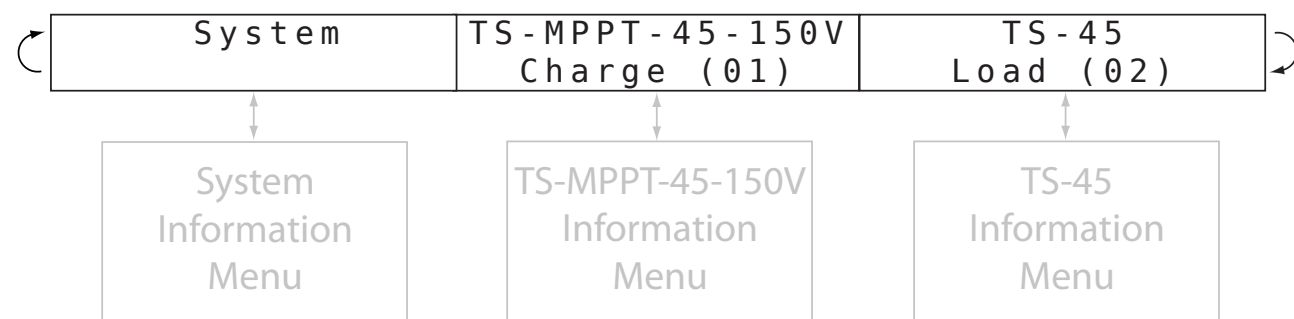 System
TS-MPPT-45-150V
Charge (01)
TS-45
Load (02)
System
Information
Menu
TS-MPPT-45-150V
Information
Menu
TS-45
Information
Menu